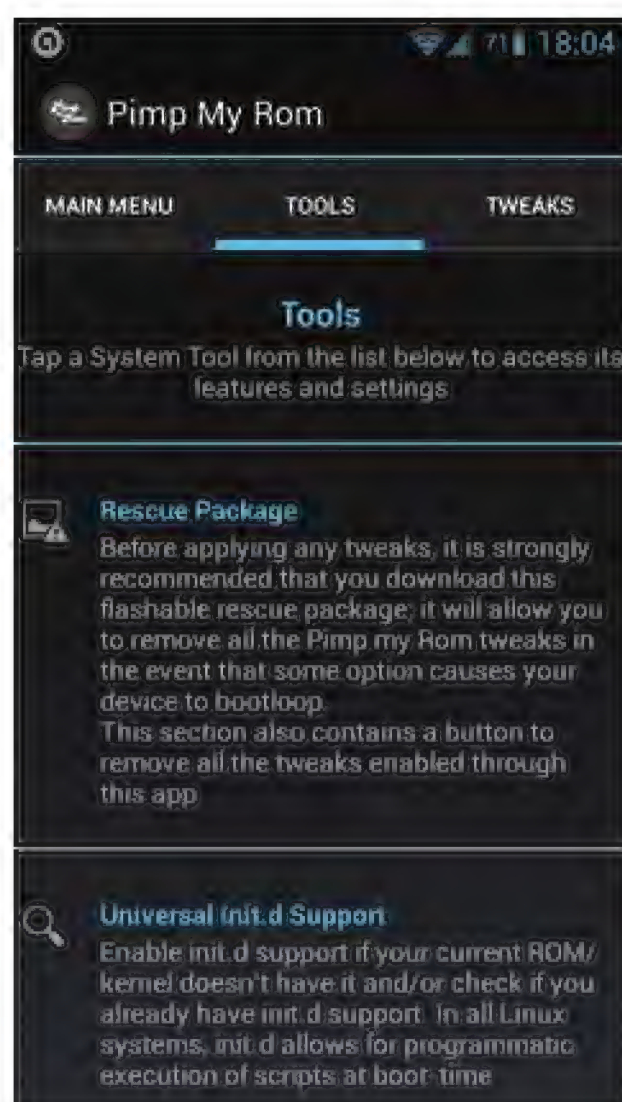 71 18:04
Pimp My Rom
MAIN MENU TOOLS TWEAKS
Tools
Tap a System Tool from the list below to access its
features and settings
Rescue Package
Before applying any tweaks, it is strongly
recommended that you download this
flashable rescue package; it will allow you
to remove all the Pimp my Rom tweaks in
the event that some option causes your
device to bootloop.
This section also contains a button to
remove all the tweaks enabled through
this app
Universal Init.d Support
Enable init.d support if your current ROM/
kernel doesn't have it and/or check if you
already have init.d support. In all Linux
systems, init.d allows for programmatic
execution of scripts at boot-time